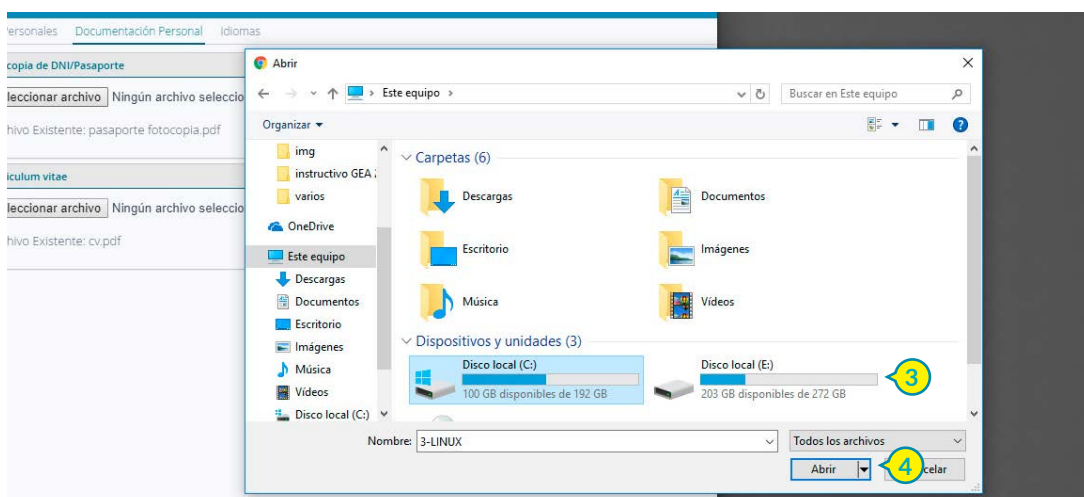 ersonales Documentación Personal Idiomas
copia de DNI/Pasaporte
leccionar archivo Ningún archivo seleccio
hivo Existente: pasaporte fotocopia.pdf
iculum vitae
leccionar archivo Ningún archivo seleccio
hivo Existente: cv.pdf
Abrir
Este equipo
Buscar en Este equipo
Organizar
img
instructivo GEA
varios
OneDrive
Este equipo
Descargas
Documentos
Escritorio
Imágenes
Música
Vídeos
Disco local (C:)
Carpetas (6)
Descargas
Documentos
Escritorio
Imágenes
Música
Vídeos
Dispositivos y unidades (3)
Disco local (C:)
100 GB disponibles de 192 GB
Disco local (E:)
203 GB disponibles de 272 GB
3
Nombre: 3-LINUX
Todos los archivos
Abrir
4
celar